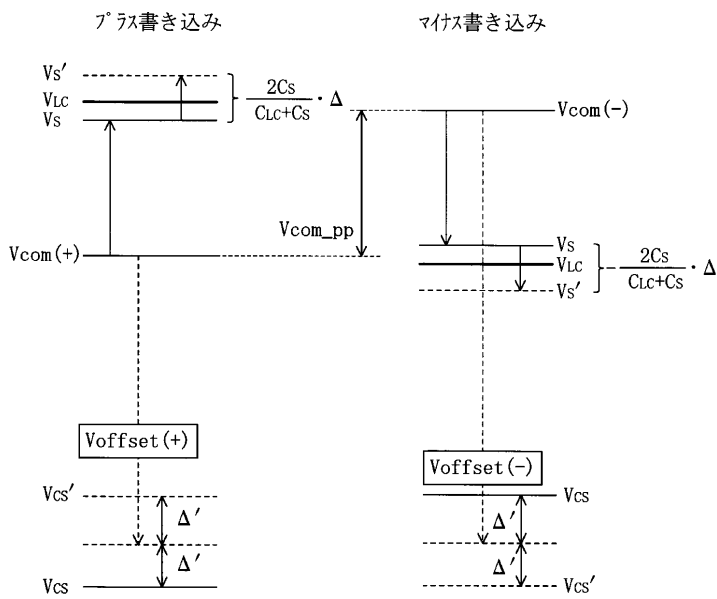 プラス書き込み
マイナス書き込み
VS′
VLC
VS
2CS
CLC+CS
・Δ
Vcom(+)
Vcom_pp
Vcom(-)
VS
VLC
VS′
-
2CS
CLC+CS
・Δ
Voffset(+)
VCS′
Δ′
Δ′
VCS
Voffset(-)
VCS
Δ′
Δ′
VCS′